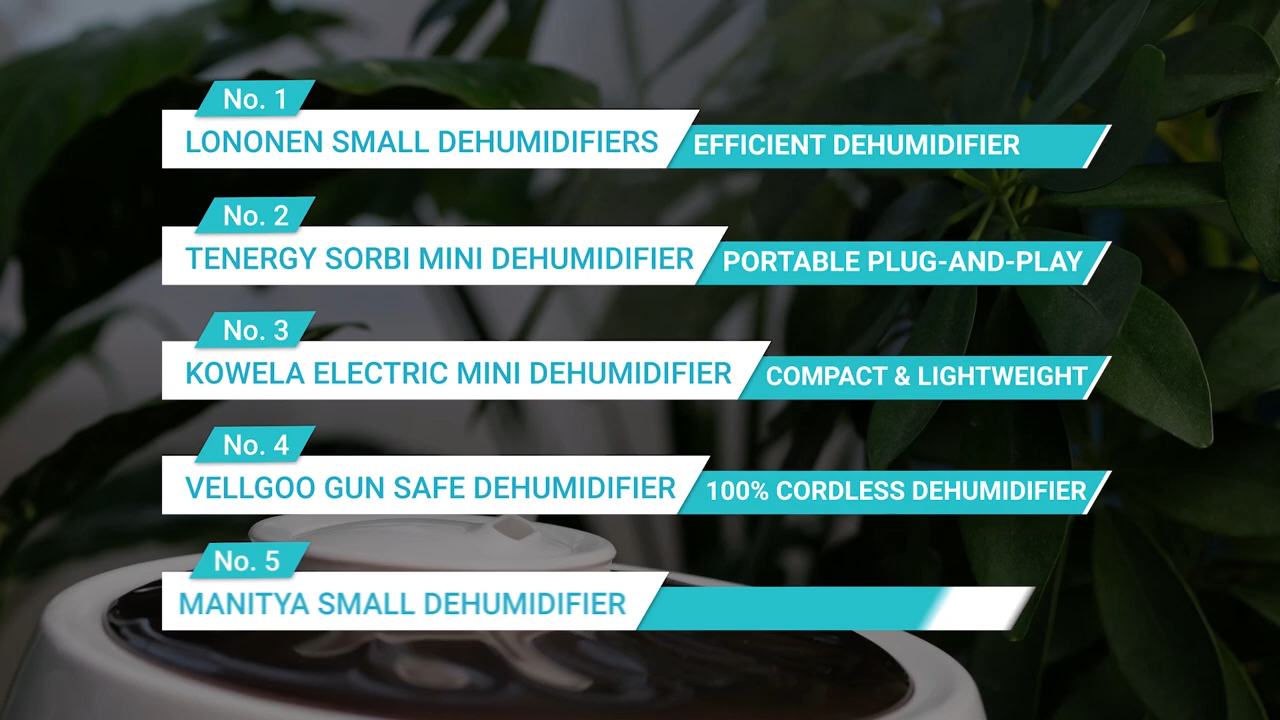 No. 1
LONONEN SMALL DEHUMIDIFIERS EFFICIENT DEHUMIDIFIER
No. 2
TENERGY SORBI MINI DEHUMIDIFIER PORTABLE PLUG-AND-PLAY
No. 3
KOWELA ELECTRIC MINI DEHUMIDIFIER COMPACT & LIGHTWEIGHT
No. 4
VELLGOO GUN SAFE DEHUMIDIFIER 100% CORDLESS DEHUMIDIFIER
No. 5
MANITYA SMALL DEHUMIDIFIER